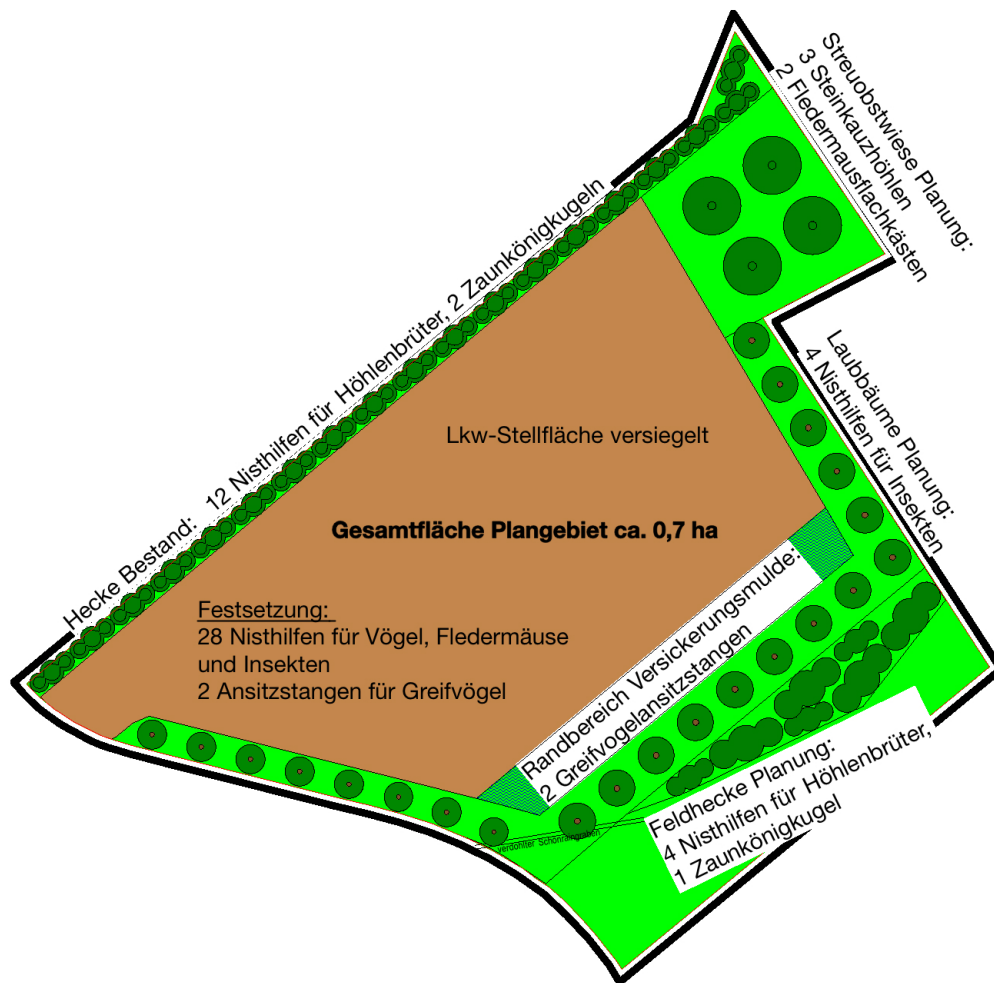 Streuobstwiese Planung:
3 Steinkauzhöhlen
2 Fledermausflachkästen
Hecke Bestand: 12 Nisthilfen für Höhlenbrüter, 2 Zaunkönigkugeln
Laubbäume Planung:
4 Nisthilfen für Insekten
Lkw-Stellfläche versiegelt
Gesamtfläche Plangebiet ca. 0,7 ha
Festsetzung:
28 Nisthilfen für Vögel, Fledermäuse
und Insekten
2 Ansitzstangen für Greifvögel
Randbereich Versickerungsmulde:
2 Greifvogelansitzstangen
Feldhecke Planung:
4 Nisthilfen für Höhlenbrüter,
1 Zaunkönigkugel
verdohlter Schönraingraben